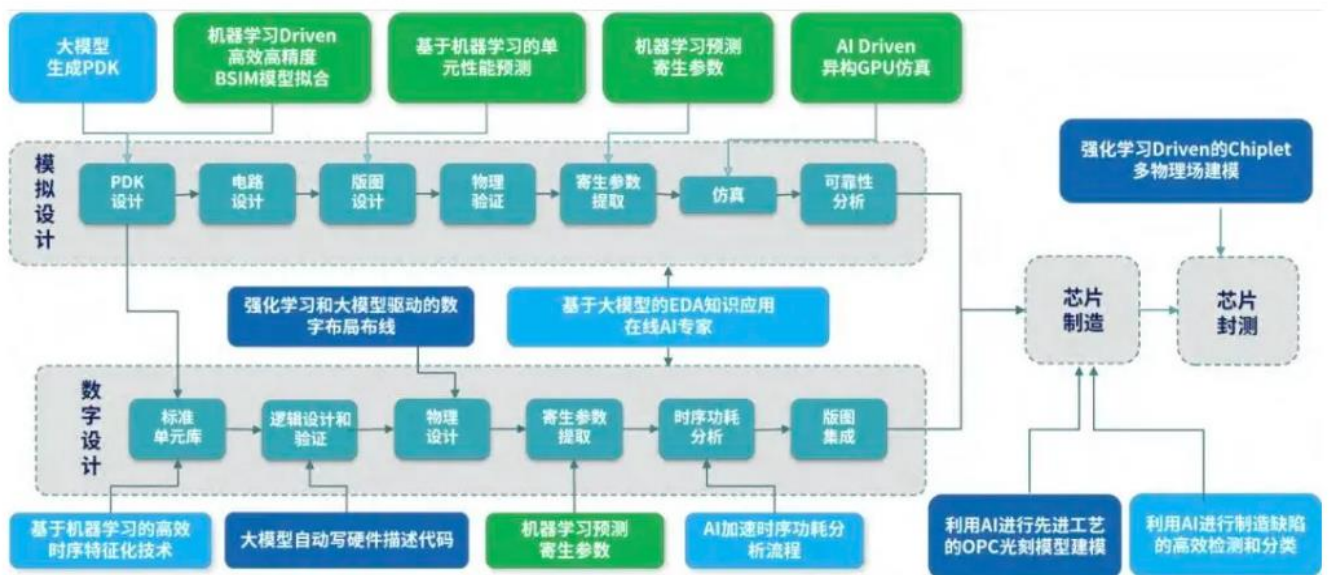 大模型
生成PDK
机器学习Driven
高效高精度
BSIM模型拟合
基于机器学习的单
元性能预测
机器学习预测
寄生参数
AI Driven
异构GPU仿真
强化学习Driven的Chiplet
多物理场建模
模拟设计
PDK
设计
电路
设计
版图
设计
物理
验证
寄生参数
提取
仿真
可靠性
分析
强化学习和大模型驱动的数
字布局布线
基于大模型的EDA知识应用
在线AI专家
芯片
制造
芯片
封测
数字设计
标准
单元库
逻辑设计和
验证
物理
设计
寄生参数
提取
时序功耗
分析
版图
集成
基于机器学习的高效
时序特征化技术
大模型自动写硬件描述代码
机器学习预测
寄生参数
AI加速时序功耗分
析流程
利用AI进行先进工艺
的OPC光刻模型建模
利用AI进行制造缺陷
的高效检测和分类